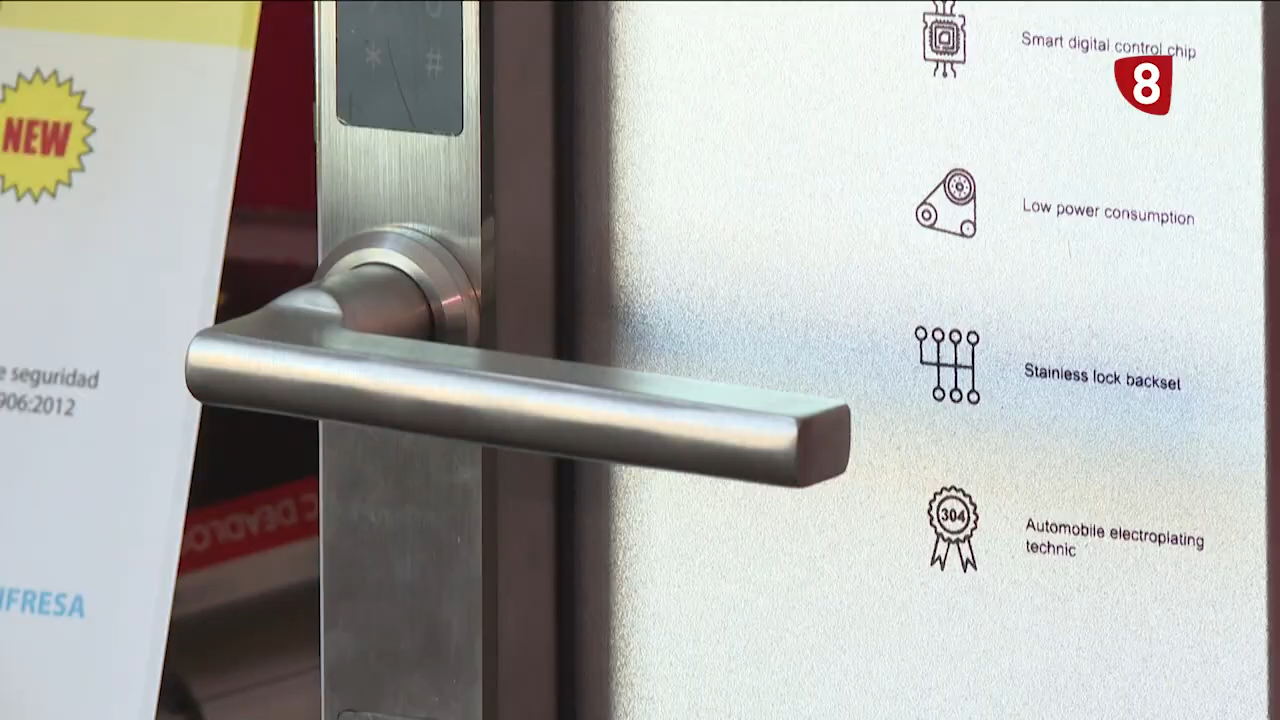 NEW
e seguridad
906:2012
IFRESA
* #
Smart digital control chip
8
Low power consumption
Stainless lock backset
304
Automobile electroplating
technic